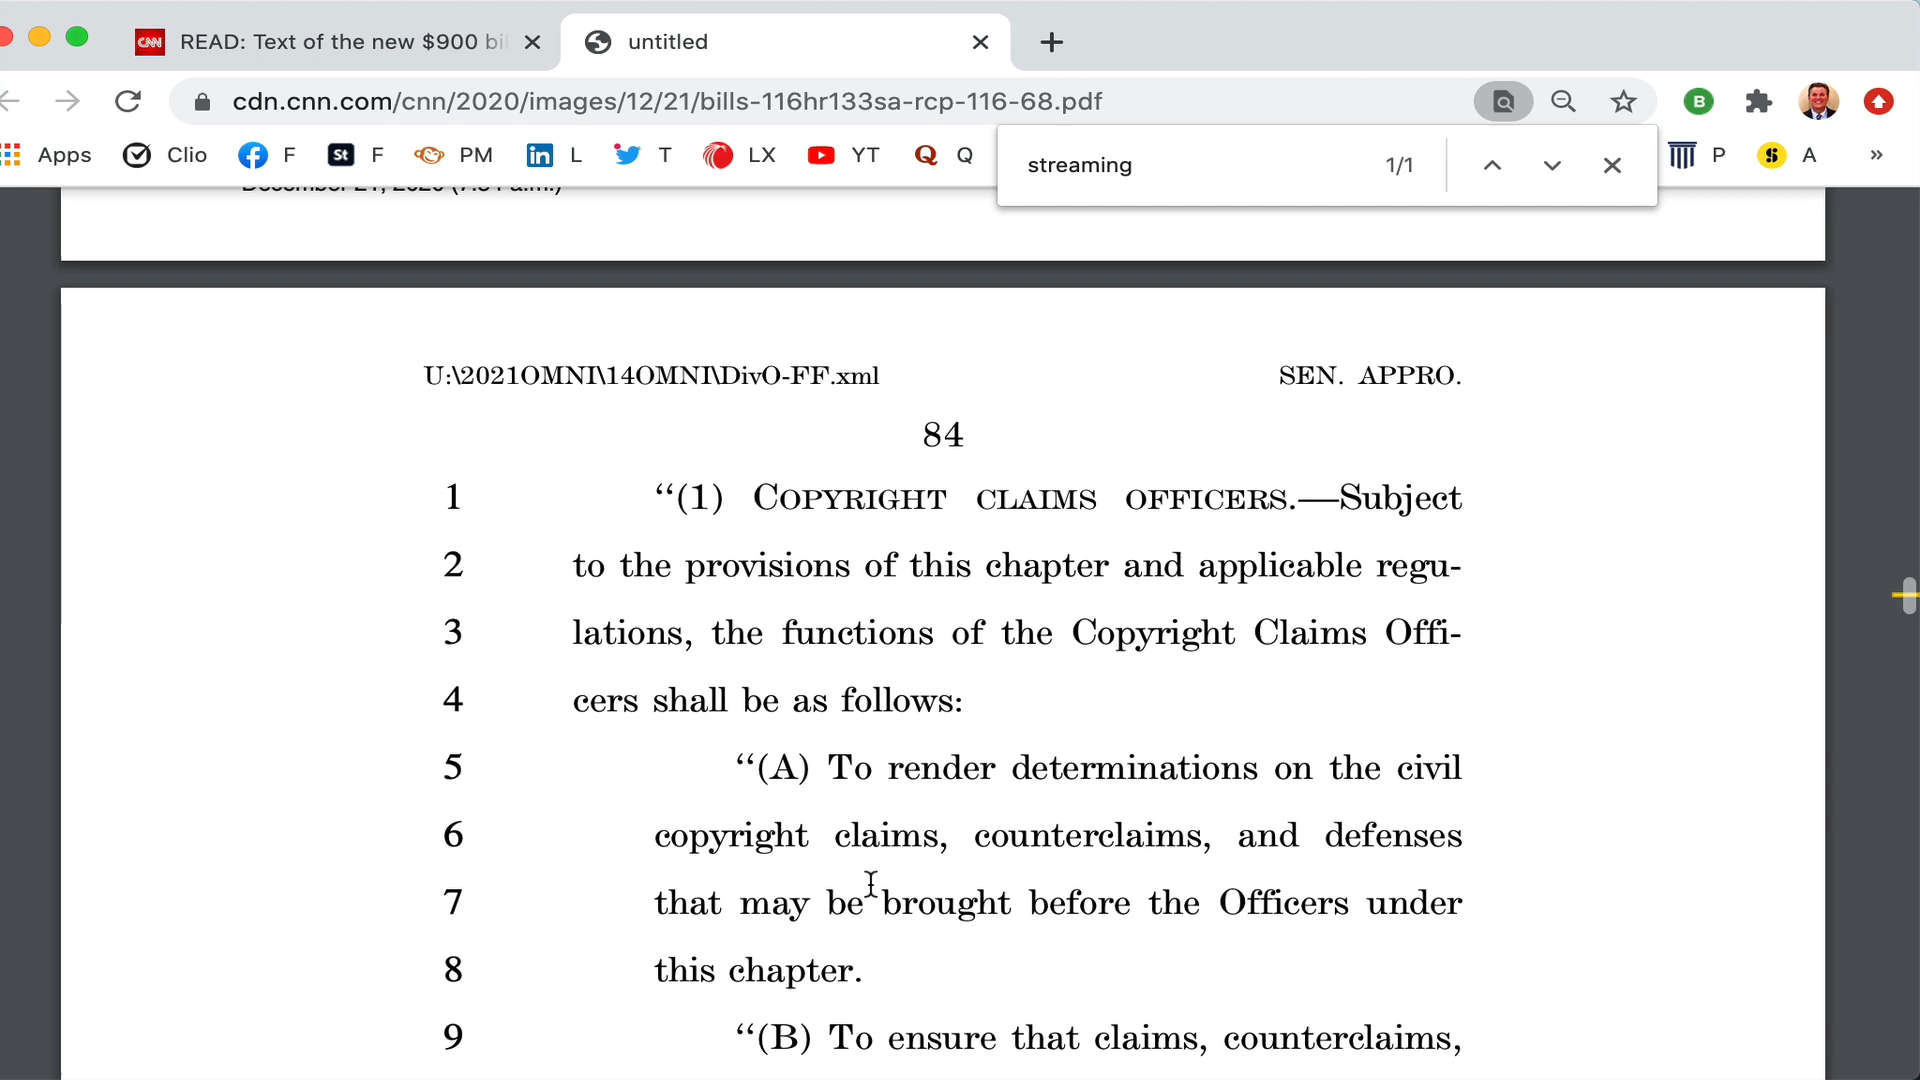 CNN READ: Text of the new $900 bil
untitled
cdn.cnn.com/cnn/2020/images/12/21/bills-116hr133sa-rcp-116-68.pdf
B
Apps Clio F St F PM in L T LX YT Q Q P S A »
streaming 1/1
December 21, 2020
U:\2021OMNI\14OMNI\DivO-FF.xml SEN. APPRO.
84
1 ‘‘(1) COPYRIGHT CLAIMS OFFICERS.—Subject
2 to the provisions of this chapter and applicable regu-
3 lations, the functions of the Copyright Claims Offi-
4 cers shall be as follows:
5 ‘‘(A) To render determinations on the civil
6 copyright claims, counterclaims, and defenses
7 that may be brought before the Officers under
8 this chapter.
9 ‘‘(B) To ensure that claims, counterclaims,